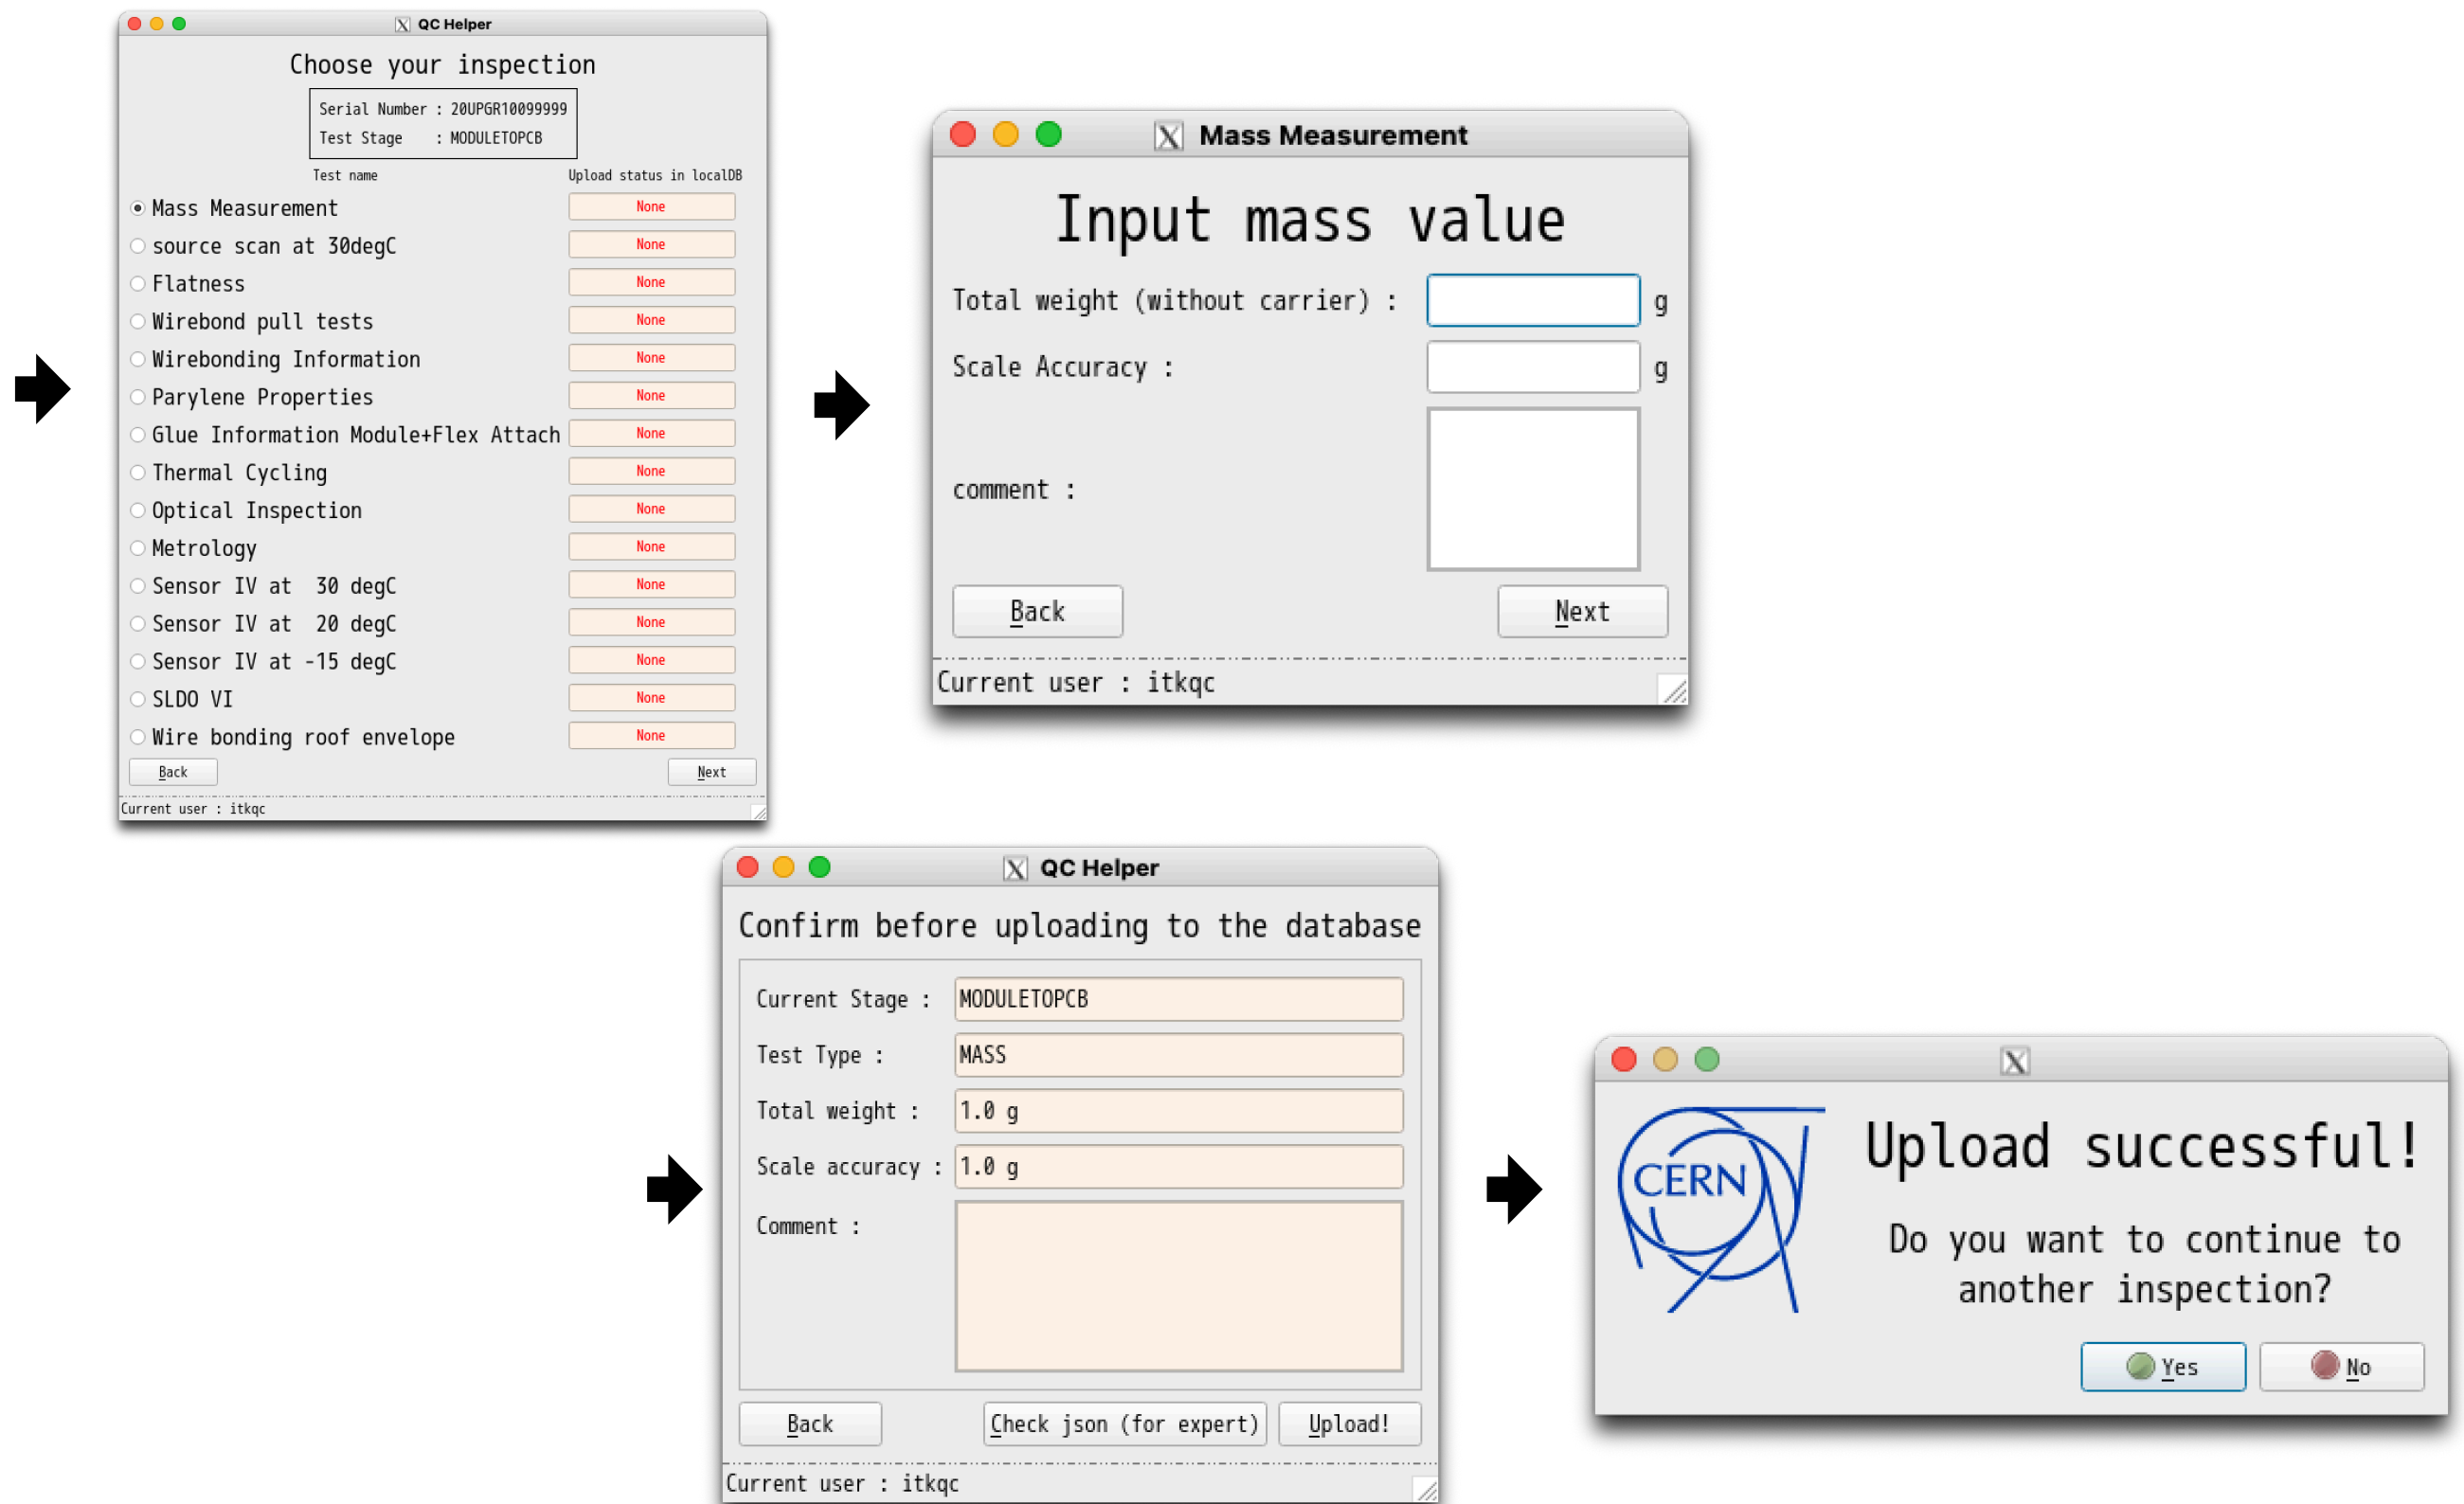 QC Helper
Choose your inspection
Serial Number : 20UPGR10099999
Test Stage : MODULETOPCB
Test name Upload status in localDB
Mass Measurement None
source scan at 30degC None
Flatness None
Wirebond pull tests None
Wirebonding Information None
Parylene Properties None
Glue Information Module+Flex Attach None
Thermal Cycling None
Optical Inspection None
Metrology None
Sensor IV at 30 degC None
Sensor IV at 20 degC None
Sensor IV at -15 degC None
SLDO VI None
Wire bonding roof envelope None
Back Next
Current user : itkqc
Mass Measurement
Input mass value
Total weight (without carrier) : g
Scale Accuracy : g
comment :
Back Next
Current user : itkqc
QC Helper
Confirm before uploading to the database
Current Stage : MODULETOPCB
Test Type : MASS
Total weight : 1.0 g
Scale accuracy : 1.0 g
Comment :
Back Check json (for expert) Upload!
Current user : itkqc
CERN
Upload successful!
Do you want to continue to
another inspection?
Yes No